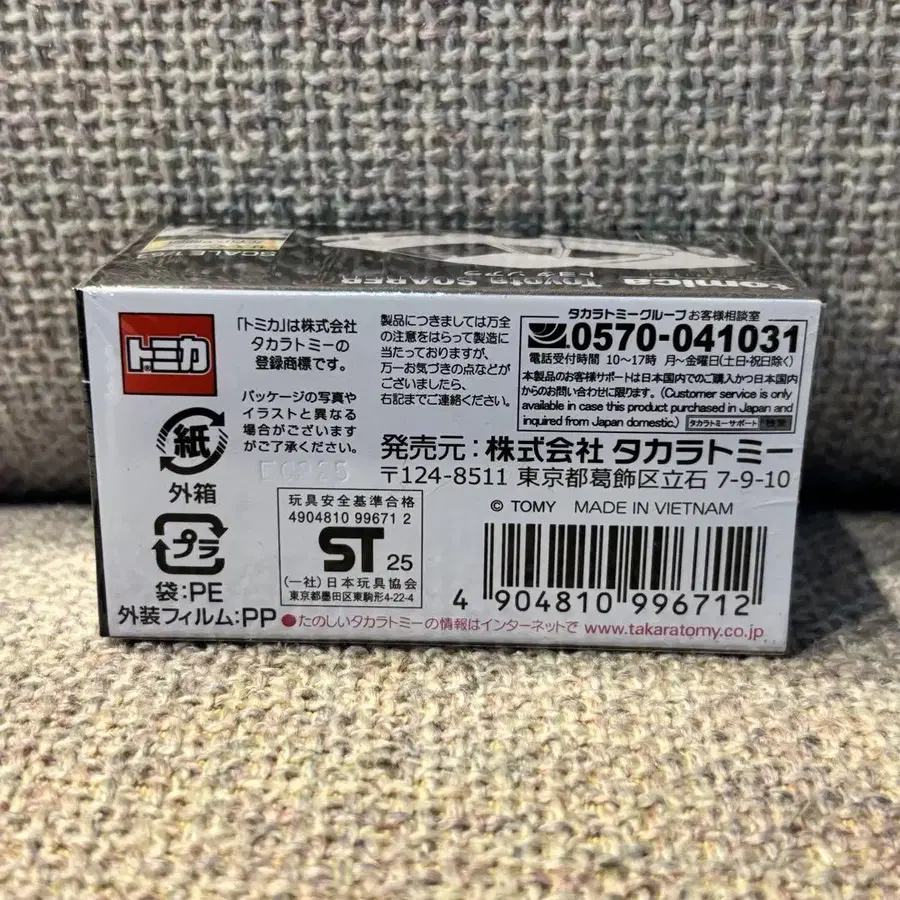 tomica
Toyota SOARER
トヨタ ソアラ
トミカ
®
「トミカ」は株式会社
タカラトミーの
登録商標です。
パッケージの写真や
イラストと異なる
場合がございます
がご了承ください。
製品につきましては万全
の注意をはらって製造に
当たっておりますが、
万一お気づきの点などが
ございましたら、
右記までご連絡ください。
タカラトミーグループ お客様相談室
0570-041031
電話受付時間 10〜17時 月〜金曜日(土日・祝日除く)
本製品のお客様サポートは日本国内でのご購入かつ日本国内
からのお問い合わせに限ります。(Customer service is only
available in case this product purchased in Japan and
inquired from Japan domestic.)
タカラトミーサポート 検索
発売元:株式会社 タカラトミー
〒124-8511 東京都葛飾区立石 7-9-10
紙
外箱
プラ
袋:PE
外装フィルム:PP
玩具安全基準合格
4904810 99671 2
ST 25
(一社)日本玩具協会
東京都墨田区東駒形4-22-4
© TOMY MADE IN VIETNAM
4 904810 996712
●たのしいタカラトミーの情報はインターネットで www.takaratomy.co.jp